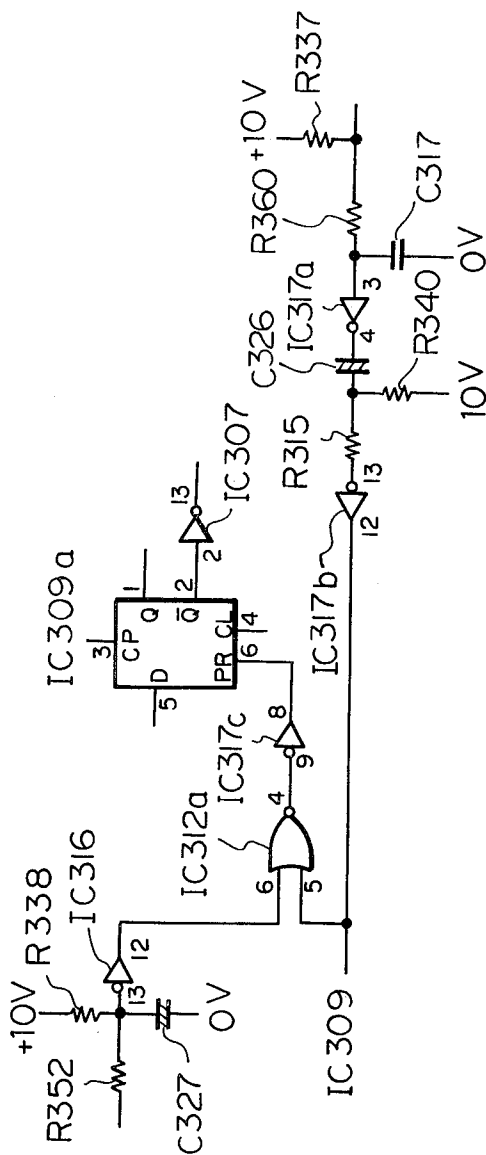 +10V
R338
IC316
R352
13
12
C327
0V
IC309a
3
CP
D
5
Q
1
Q̄
2
PR
CL
6
4
2
13
IC307
IC312a
6
5
4
IC317c
9
8
IC309
IC317b
12
13
R315
C326
IC317a
4
3
R340
10V
R360
+10V
R337
C317
0V